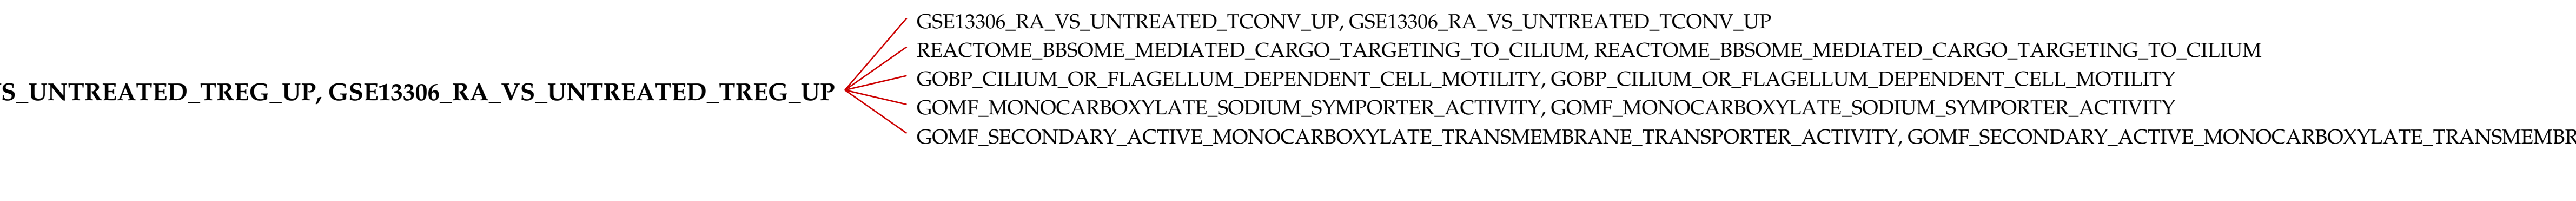 GSE13306_RA_VS_UNTREATED_TCONV_UP, GSE13306_RA_VS_UNTREATED_TCONV_UP
REACTOME_BBSOME_MEDIATED_CARGO_TARGETING_TO_CILIUM, REACTOME_BBSOME_MEDIATED_CARGO_TARGETING_TO_CILIUM
GOBP_CILIUM_OR_FLAGELLUM_DEPENDENT_CELL_MOTILITY, GOBP_CILIUM_OR_FLAGELLUM_DEPENDENT_CELL_MOTILITY
S_UNTREATED_TREG_UP, GSE13306_RA_VS_UNTREATED_TREG_UP
GOMF_MONOCARBOXYLATE_SODIUM_SYMPORTER_ACTIVITY, GOMF_MONOCARBOXYLATE_SODIUM_SYMPORTER_ACTIVITY
GOMF_SECONDARY_ACTIVE_MONOCARBOXYLATE_TRANSMEMBRANE_TRANSPORTER_ACTIVITY, GOMF_SECONDARY_ACTIVE_MONOCARBOXYLATE_TRANSMEMBR